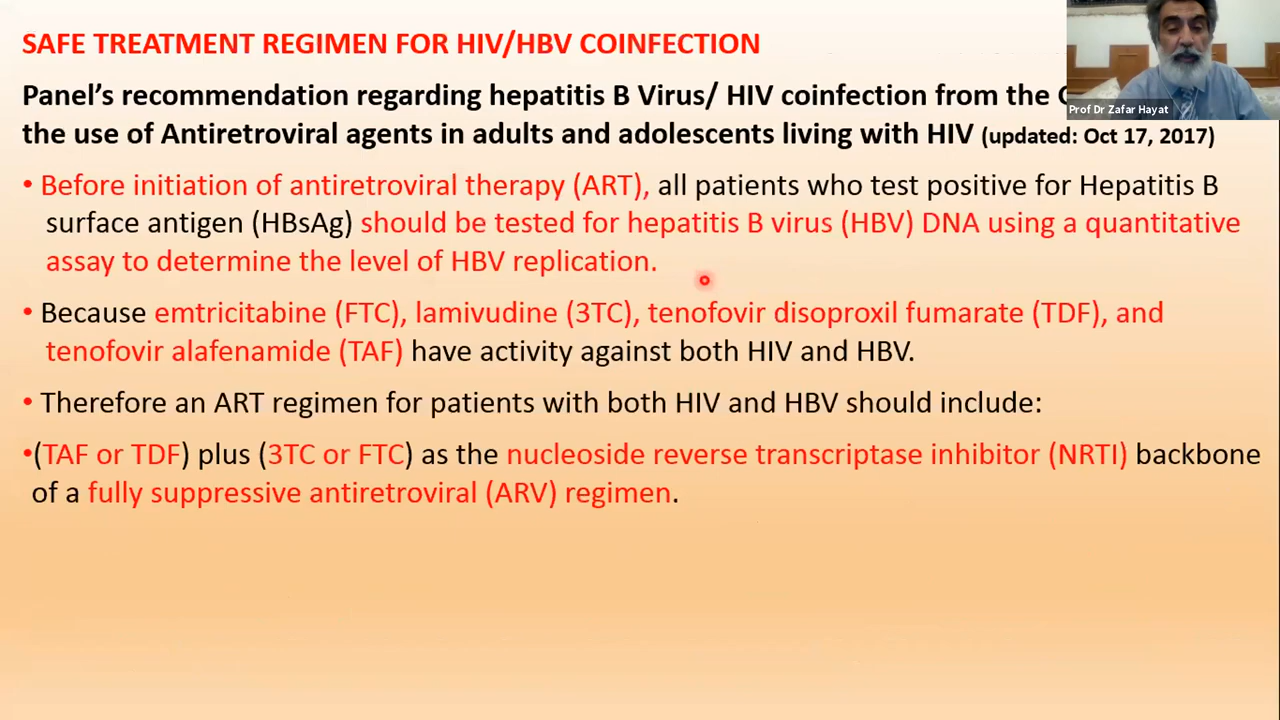 SAFE TREATMENT REGIMEN FOR HIV/HBV COINFECTION
Panel's recommendation regarding hepatitis B Virus/ HIV coinfection from the
Prof Dr Zafar Hayat
the use of Antiretroviral agents in adults and adolescents living with HIV (updated: Oct 17, 2017)
• Before initiation of antiretroviral therapy (ART), all patients who test positive for Hepatitis B
surface antigen (HBsAg) should be tested for hepatitis B virus (HBV) DNA using a quantitative
assay to determine the level of HBV replication.
• Because emtricitabine (FTC), lamivudine (3TC), tenofovir disoproxil fumarate (TDF), and
tenofovir alafenamide (TAF) have activity against both HIV and HBV.
• Therefore an ART regimen for patients with both HIV and HBV should include:
•(TAF or TDF) plus (3TC or FTC) as the nucleoside reverse transcriptase inhibitor (NRTI) backbone
of a fully suppressive antiretroviral (ARV) regimen.